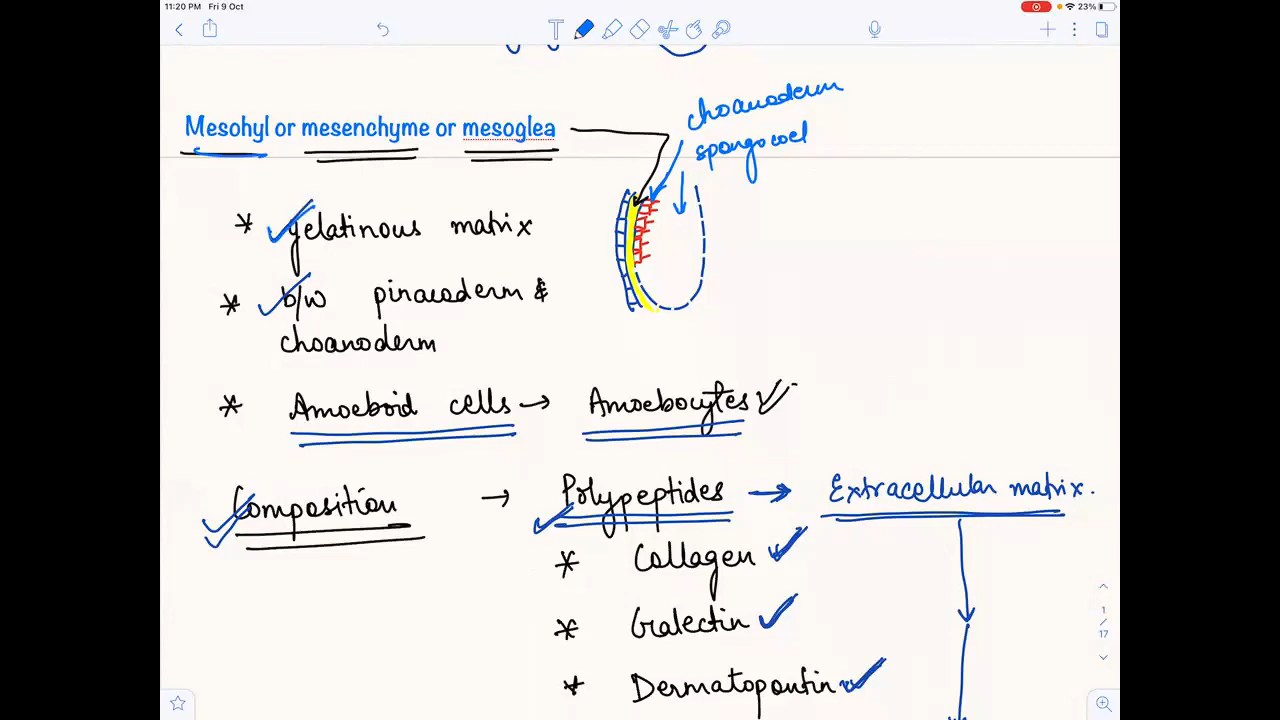 11:20 PM Fri 9 Oct
23%
choanoderm
Mesohyl or mesenchyme or mesoglea
spongocoel
* gelatinous matrix
* b/w pinacoderm &
choanoderm
* Amoeboid cells → Amoebocytes
Composition → Polypeptides → Extracellular matrix.
* Collagen
1
/
17
* Galectin
* Dermatopontin